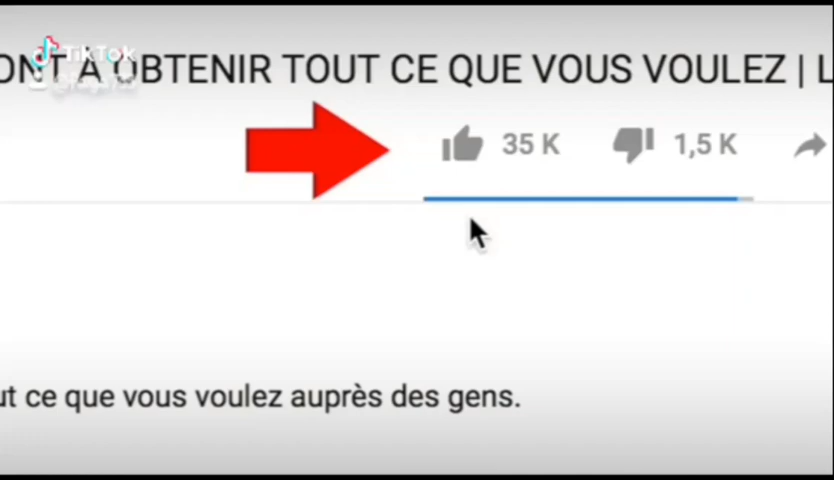 TikTok
ONT À OBTENIR TOUT CE QUE VOUS VOULEZ | L
35 K 1,5 K
ut ce que vous voulez auprès des gens.